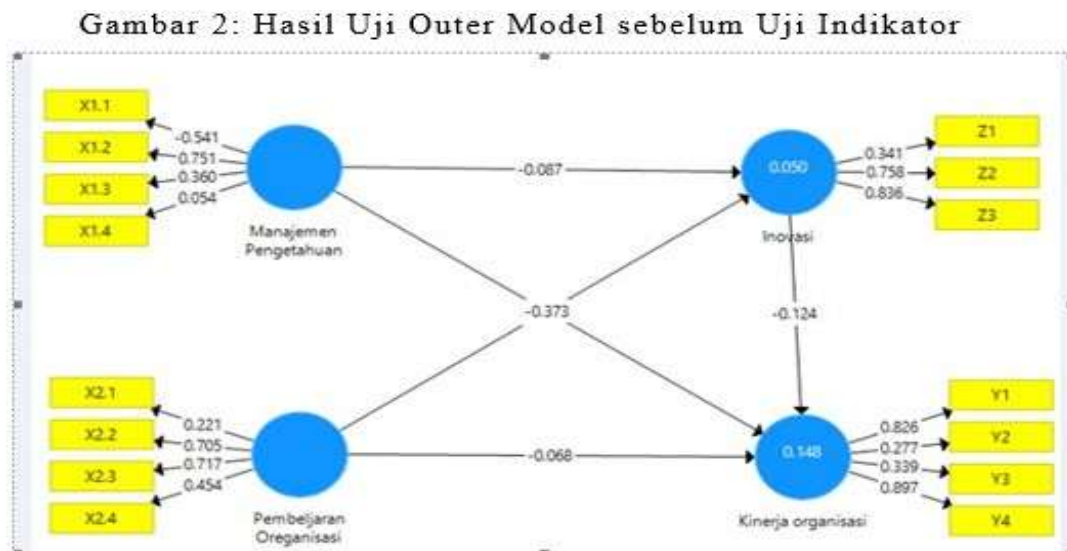 Gambar 2: Hasil Uji Outer Model sebelum Uji Indikator
X1.1
X1.2
X1.3
X1.4
-0.541
0.751
0.360
0.054
Manajemen
Pengetahuan
-0.087
0.050
Inovasi
0.341
0.758
0.836
Z1
Z2
Z3
-0.373
-0.124
X2.1
X2.2
X2.3
X2.4
0.221
0.705
0.717
0.454
Pembeljaran
Oreganisasi
-0.068
0.148
Kinerja organisasi
0.826
0.277
0.339
0.897
Y1
Y2
Y3
Y4